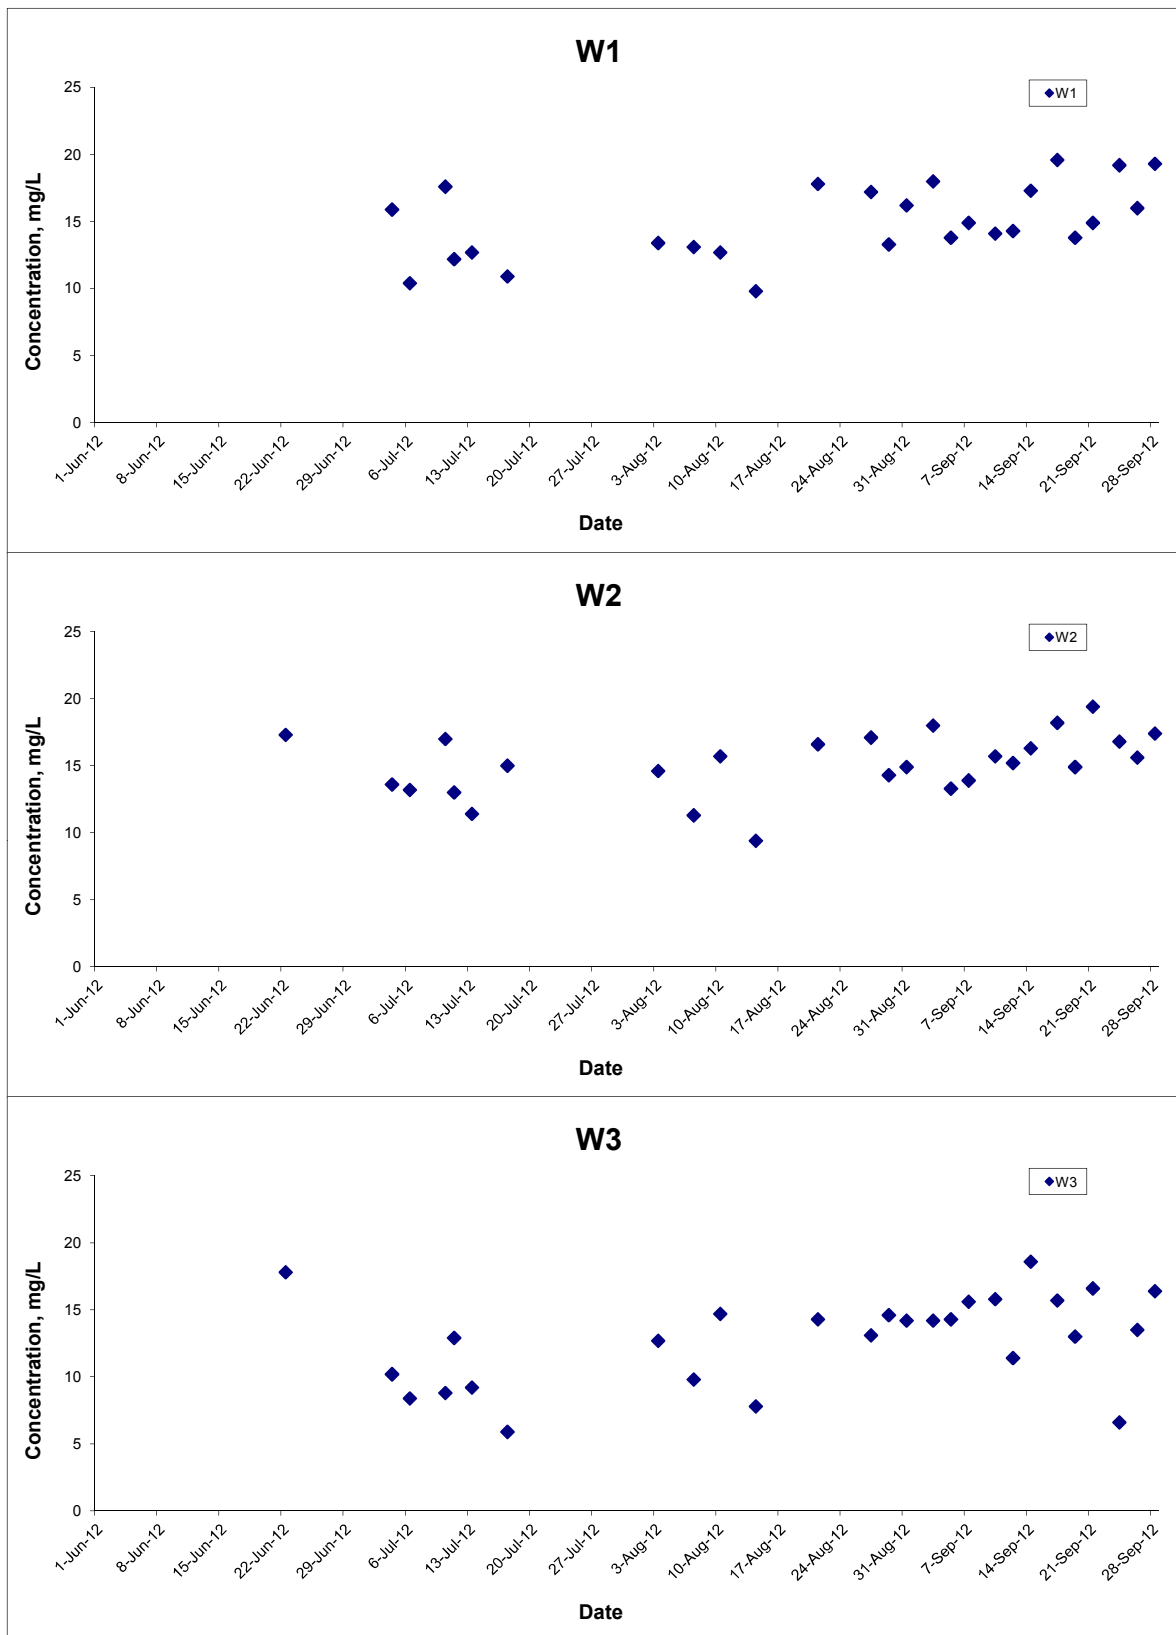 W1
W1
25
20
15
10
5
0
Concentration, mg/L
1-Jun-12 8-Jun-12 15-Jun-12 22-Jun-12 29-Jun-12 6-Jul-12 13-Jul-12 20-Jul-12 27-Jul-12 3-Aug-12 10-Aug-12 17-Aug-12 24-Aug-12 31-Aug-12 7-Sep-12 14-Sep-12 21-Sep-12 28-Sep-12
Date
W2
W2
25
20
15
10
5
0
Concentration, mg/L
1-Jun-12 8-Jun-12 15-Jun-12 22-Jun-12 29-Jun-12 6-Jul-12 13-Jul-12 20-Jul-12 27-Jul-12 3-Aug-12 10-Aug-12 17-Aug-12 24-Aug-12 31-Aug-12 7-Sep-12 14-Sep-12 21-Sep-12 28-Sep-12
Date
W3
W3
25
20
15
10
5
0
Concentration, mg/L
1-Jun-12 8-Jun-12 15-Jun-12 22-Jun-12 29-Jun-12 6-Jul-12 13-Jul-12 20-Jul-12 27-Jul-12 3-Aug-12 10-Aug-12 17-Aug-12 24-Aug-12 31-Aug-12 7-Sep-12 14-Sep-12 21-Sep-12 28-Sep-12
Date